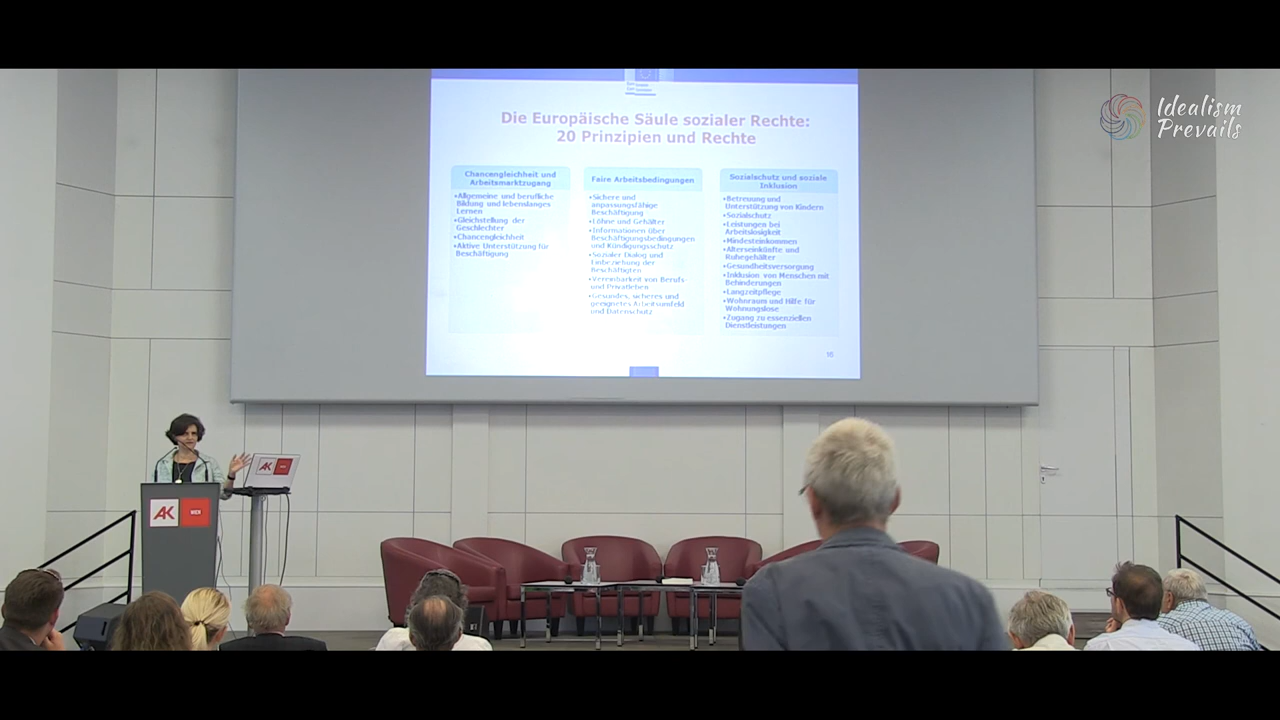 Idealism
Prevails
Die Europäische Säule sozialer Rechte:
20 Prinzipien und Rechte
Chancengleichheit und
Arbeitsmarktzugang
•Allgemeine und berufliche
Bildung und lebenslanges
Lernen
•Gleichstellung der
Geschlechter
•Chancengleichheit
•Aktive Unterstützung für
Beschäftigung
Faire Arbeitsbedingungen
•Sichere und
anpassungsfähige
Beschäftigung
•Löhne und Gehälter
•Informationen über
Beschäftigungsbedingungen
und Kündigungsschutz
•Sozialer Dialog und
Einbeziehung der
Beschäftigten
•Vereinbarkeit von Berufs-
und Privatleben
•Gesundes, sicheres und
geeignetes Arbeitsumfeld
und Datenschutz
Sozialschutz und soziale
Inklusion
•Betreuung und
Unterstützung von Kindern
•Sozialschutz
•Leistungen bei
Arbeitslosigkeit
•Mindesteinkommen
•Alterseinkünfte und
Ruhegehälter
•Gesundheitsversorgung
•Inklusion von Menschen mit
Behinderungen
•Langzeitpflege
•Wohnraum und Hilfe für
Wohnungslose
•Zugang zu essenziellen
Dienstleistungen
16
AK
AK
WIEN